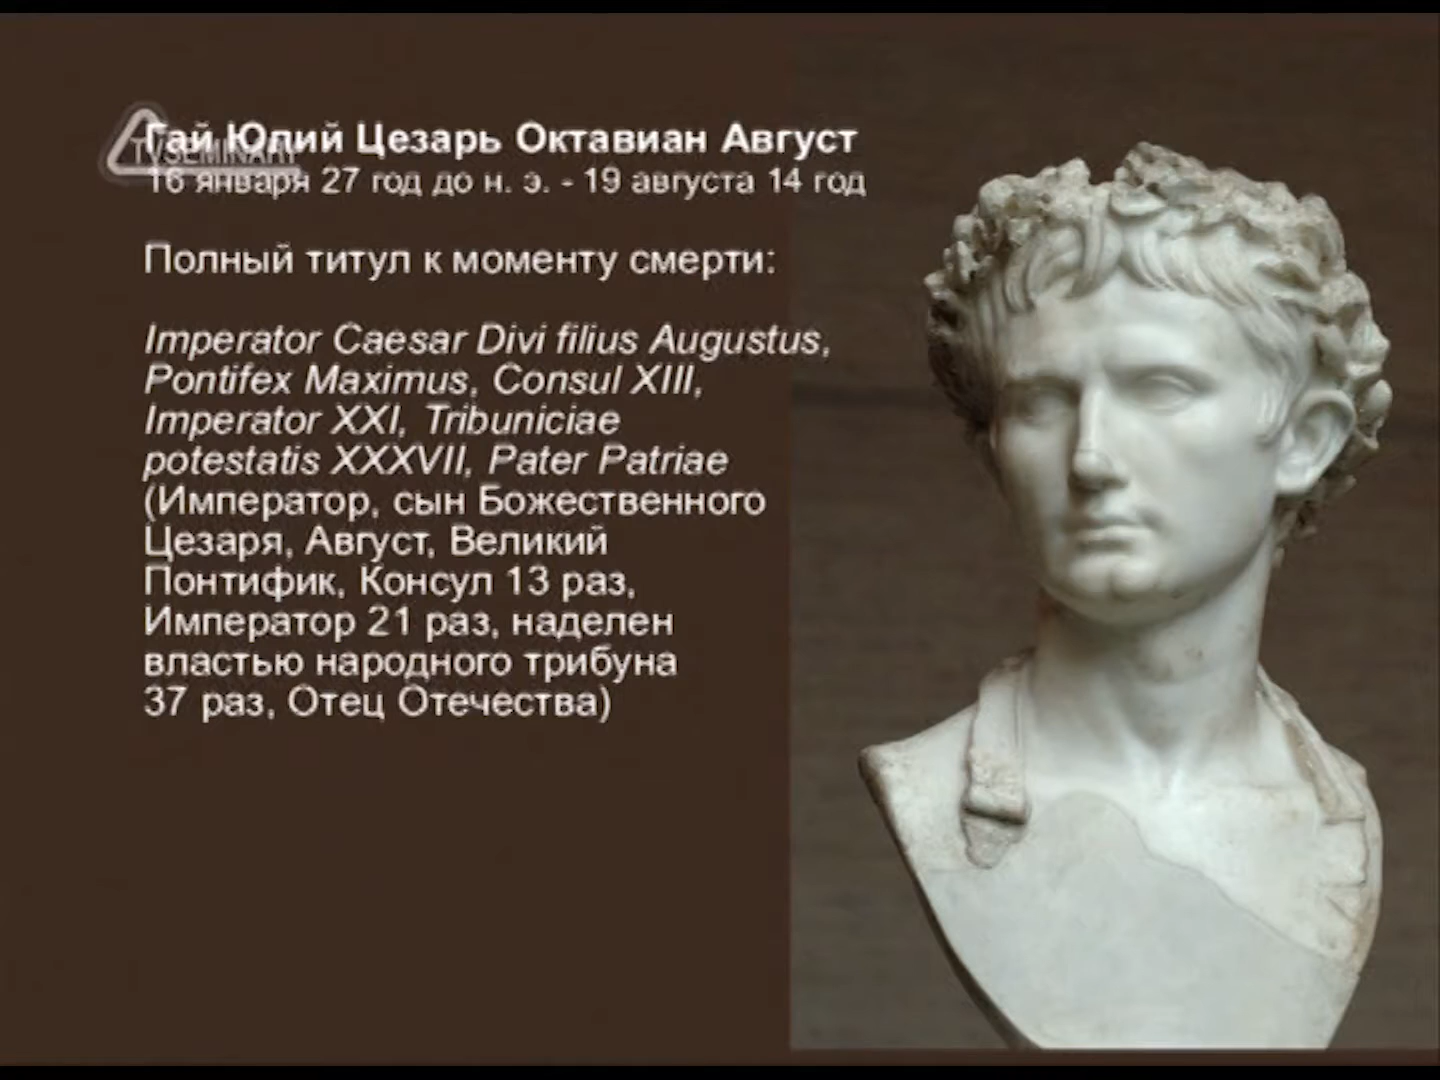 Гай Юлий Цезарь Октавиан Август
TVSEMINARY
16 января 27 год до н. э. - 19 августа 14 год
Полный титул к моменту смерти:
Imperator Caesar Divi filius Augustus,
Pontifex Maximus, Consul XIII,
Imperator XXI, Tribuniciae
potestatis XXXVII, Pater Patriae
(Император, сын Божественного
Цезаря, Август, Великий
Понтифик, Консул 13 раз,
Император 21 раз, наделен
властью народного трибуна
37 раз, Отец Отечества)